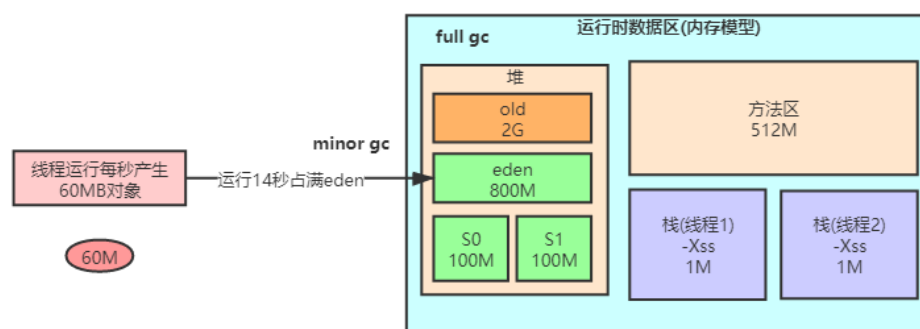 运行时数据区(内存模型)
full gc
堆
old
2G
方法区
512M
minor gc
线程运行每秒产生
60MB对象
运行14秒占满eden
eden
800M
60M
S0
100M
S1
100M
栈(线程1)
-Xss
1M
栈(线程2)
-Xss
1M